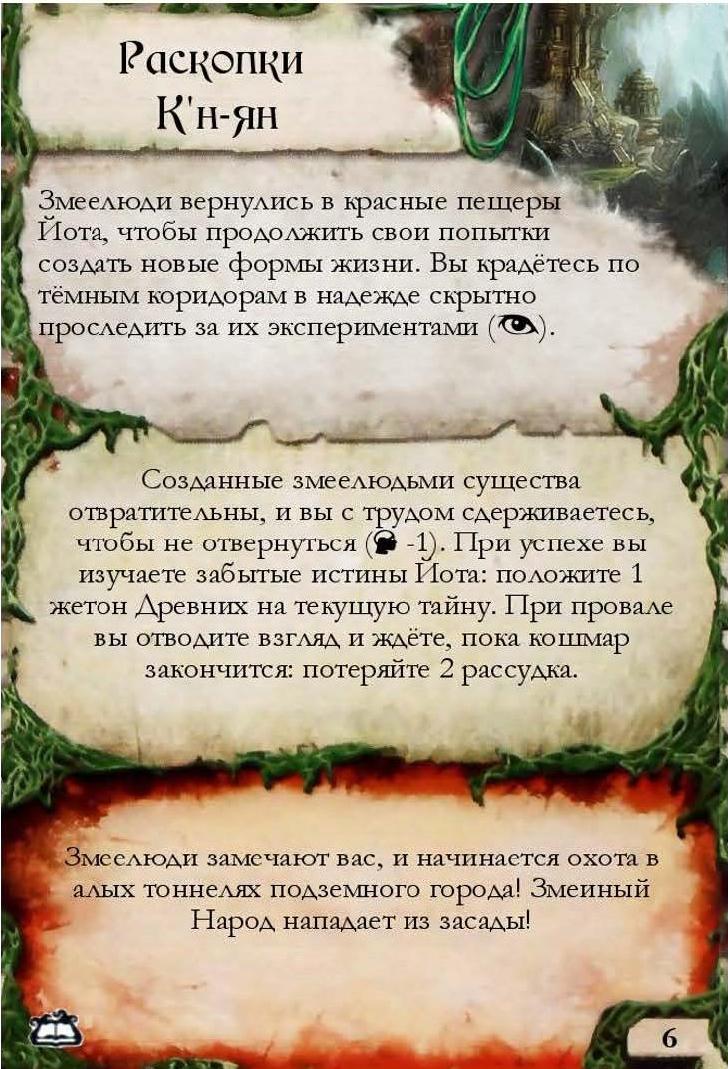 Раскопки
К'н-ян
Змеелюди вернулись в красные пещеры
Йота, чтобы продолжить свои попытки
создать новые формы жизни. Вы крадётесь по
тёмным коридорам в надежде скрытно
проследить за их экспериментами ( ).
Созданные змеелюдьми существа
отвратительны, и вы с трудом сдерживаетесь,
чтобы не отвернуться ( -1). При успехе вы
изучаете забытые истины Йота: положите 1
жетон Древних на текущую тайну. При провале
вы отводите взгляд и ждёте, пока кошмар
закончится: потеряйте 2 рассудка.
Змеелюди замечают вас, и начинается охота в
алых тоннелях подземного города! Змеиный
Народ нападает из засады!
6